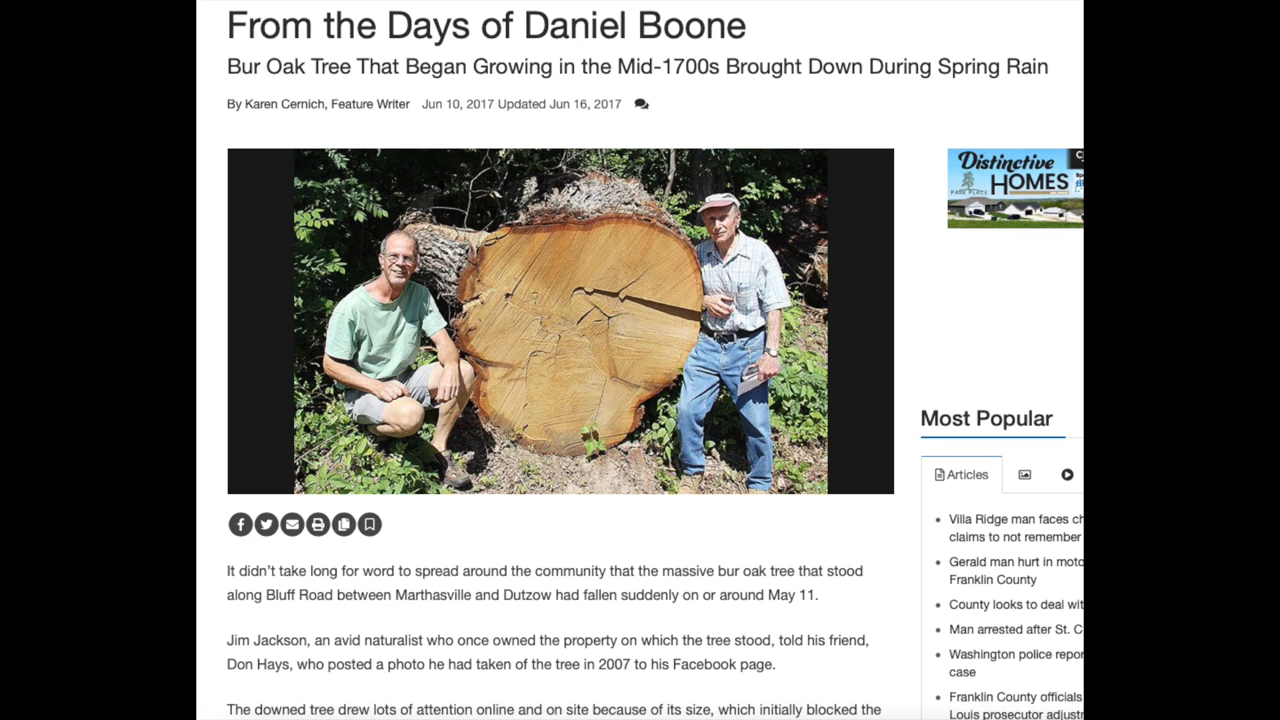 From the Days of Daniel Boone
Bur Oak Tree That Began Growing in the Mid-1700s Brought Down During Spring Rain
By Karen Cernich, Feature Writer Jun 10, 2017 Updated Jun 16, 2017
Distinctive
HOMES
PARK PLACE
Most Popular
Articles
Villa Ridge man faces
claims to not remember
Gerald man hurt in
Franklin County
County looks to deal
Man arrested after St.
Washington police
case
Franklin County officials
Louis prosecutor
It didn't take long for word to spread around the community that the massive bur oak tree that stood
along Bluff Road between Marthasville and Dutzow had fallen suddenly on or around May 11.
Jim Jackson, an avid naturalist who once owned the property on which the tree stood, told his friend,
Don Hays, who posted a photo he had taken of the tree in 2007 to his Facebook page.
The downed tree drew lots of attention online and on site because of its size, which initially blocked the